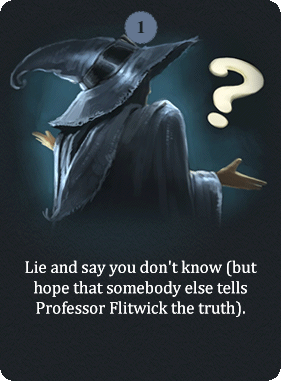 1
?
Lie and say you don't know (but
hope that somebody else tells
Professor Flitwick the truth).